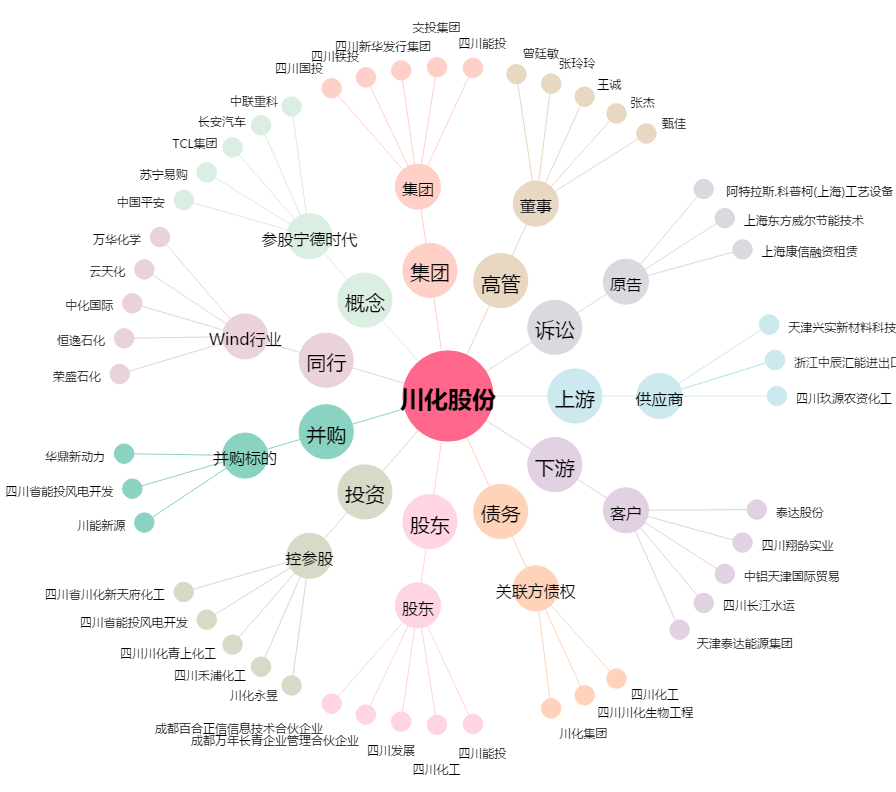 川化股份
集团
集团
四川国投
四川铁投
四川新华发行集团
交投集团
四川能投
高管
董事
曾廷敏
张玲玲
王诚
张杰
甄佳
诉讼
原告
阿特拉斯.科普柯(上海)工艺设备
上海东方威尔节能技术
上海康信融资租赁
上游
供应商
天津兴实新材料科技
浙江中辰汇能进出口
四川玖源农资化工
下游
客户
泰达股份
四川翔龄实业
中铝天津国际贸易
四川长江水运
天津泰达能源集团
债务
关联方债权
四川化工
四川川化生物工程
川化集团
股东
股东
四川能投
四川化工
四川发展
成都万年长青企业管理合伙企业
成都百合正信信息技术合伙企业
投资
控参股
川化永昱
四川禾浦化工
四川川化青上化工
四川省能投风电开发
四川省川化新天府化工
并购
并购标的
川能新源
四川省能投风电开发
华鼎新动力
同行
Wind行业
荣盛石化
恒逸石化
中化国际
云天化
万华化学
概念
参股宁德时代
中国平安
苏宁易购
TCL集团
长安汽车
中联重科